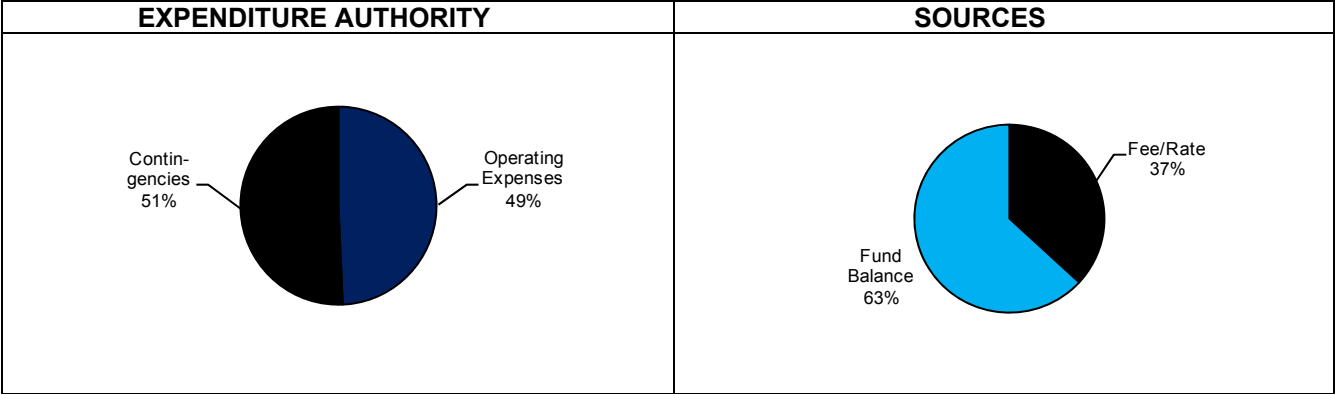 EXPENDITURE AUTHORITY
SOURCES
Contin-
gencies
51%
Operating
Expenses
49%
Fee/Rate
37%
Fund
Balance
63%